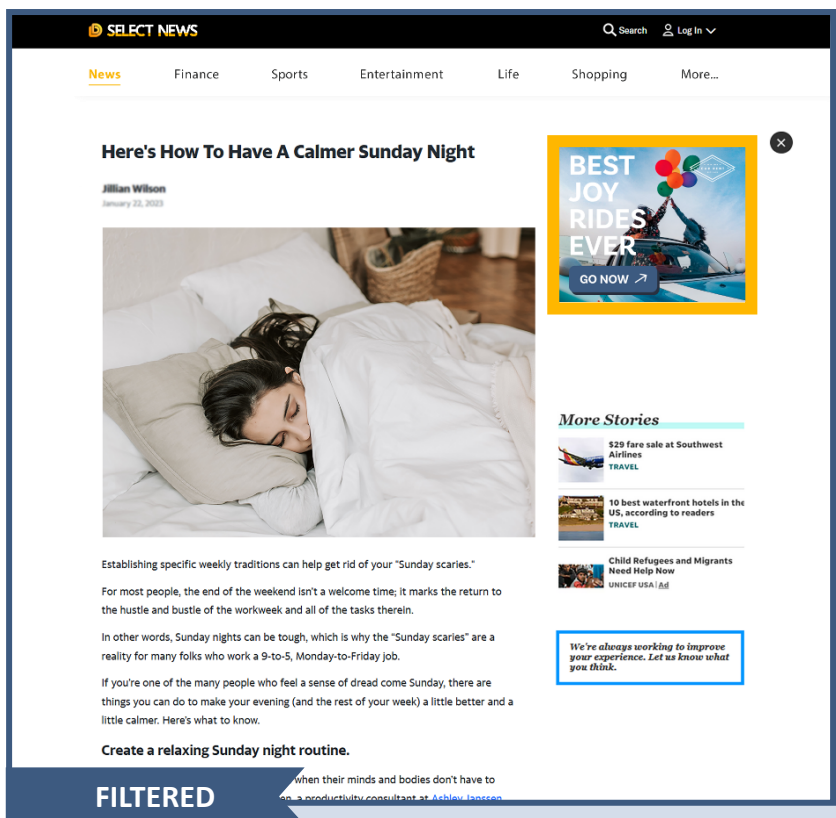 SELECT NEWS
Search
Log In
News Finance Sports Entertainment Life Shopping More...
Here's How To Have A Calmer Sunday Night
Jillian Wilson
January 22, 2023
BEST
JOY
RIDES
EVER
GO NOW
Establishing specific weekly traditions can help get rid of your "Sunday scaries."
For most people, the end of the weekend isn't a welcome time; it marks the return to
the hustle and bustle of the workweek and all of the tasks therein.
In other words, Sunday nights can be tough, which is why the "Sunday scaries" are a
reality for many folks who work a 9-to-5, Monday-to-Friday job.
If you're one of the many people who feel a sense of dread come Sunday, there are
things you can do to make your evening (and the rest of your week) a little better and a
little calmer. Here's what to know.
Create a relaxing Sunday night routine.
when their minds and bodies don't have to
a productivity consultant at Ashley Janssen
More Stories
$29 fare sale at Southwest
Airlines
TRAVEL
10 best waterfront hotels in the
US, according to readers
TRAVEL
Child Refugees and Migrants
Need Help Now
UNICEF USA | Ad
We're always working to improve
your experience. Let us know what
you think.
FILTERED